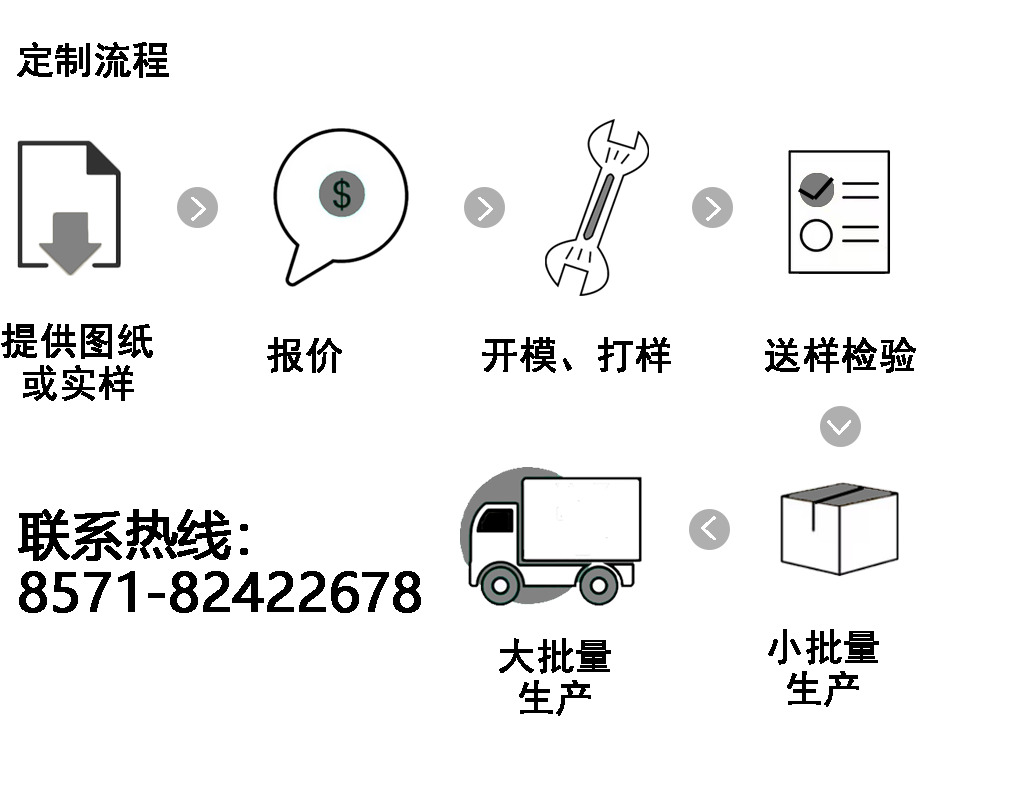 定制流程
$
提供图纸
或实样
报价
开模、打样
送样检验
联系热线：
8571-82422678
大批量
生产
小批量
生产